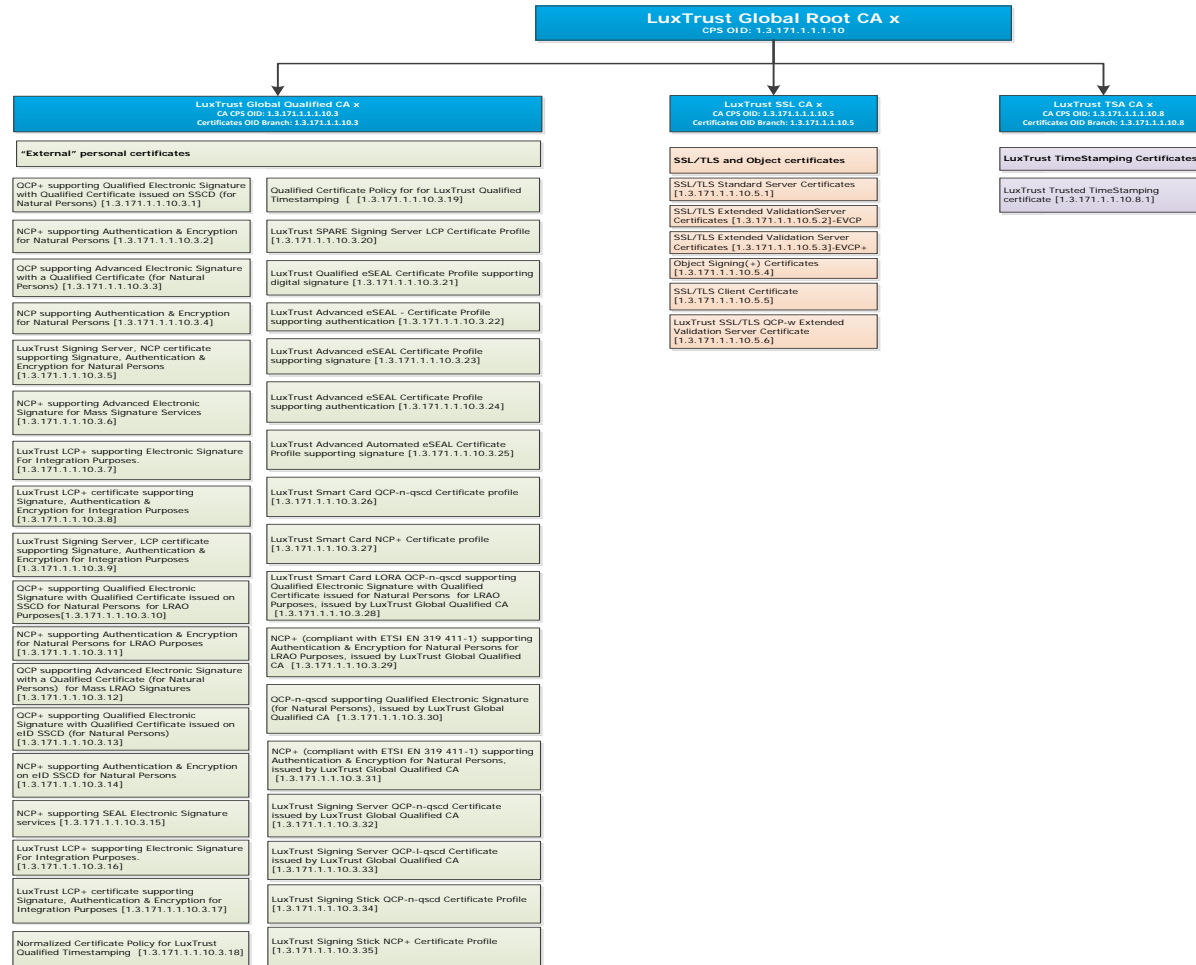 LuxTrust Global Root CA x
CPS OID: 1.3.171.1.1.1.10
LuxTrust Global Qualified CA x
CA CPS OID: 1.3.171.1.1.1.10.3
Certificates OID Branch: 1.3.171.1.1.10.3
“External” personal certificates
QCP+ supporting Qualified Electronic Signature
with Qualified Certificate issued on SSCD (for
Natural Persons) [1.3.171.1.1.10.3.1]
NCP+ supporting Authentication & Encryption
for Natural Persons [1.3.171.1.1.10.3.2]
QCP supporting Advanced Electronic Signature
with a Qualified Certificate (for Natural
Persons) [1.3.171.1.1.10.3.3]
NCP supporting Authentication & Encryption
for Natural Persons [1.3.171.1.1.10.3.4]
LuxTrust Signing Server, NCP certificate
supporting Signature, Authentication &
Encryption for Natural Persons
[1.3.171.1.1.10.3.5]
NCP+ supporting Advanced Electronic
Signature for Mass Signature Services
[1.3.171.1.1.10.3.6]
LuxTrust LCP+ supporting Electronic Signature
For Integration Purposes.
[1.3.171.1.1.10.3.7]
LuxTrust LCP+ certificate supporting
Signature, Authentication &
Encryption for Integration Purposes
[1.3.171.1.1.10.3.8]
LuxTrust Signing Server, LCP certificate
supporting Signature, Authentication &
Encryption for Integration Purposes
[1.3.171.1.1.10.3.9]
QCP+ supporting Qualified Electronic
Signature with Qualified Certificate issued on
SSCD for Natural Persons  for LRAO
Purposes[1.3.171.1.1.10.3.10]
NCP+ supporting Authentication & Encryption
for Natural Persons for LRAO Purposes
[1.3.171.1.1.10.3.11]
QCP supporting Advanced Electronic Signature
with a Qualified Certificate (for Natural
Persons)  for Mass LRAO Signatures
[1.3.171.1.1.10.3.12]
QCP+ supporting Qualified Electronic
Signature with Qualified Certificate issued on
eID SSCD (for Natural Persons)
[1.3.171.1.1.10.3.13]
NCP+ supporting Authentication & Encryption
on eID SSCD for Natural Persons
[1.3.171.1.1.10.3.14]
NCP+ supporting SEAL Electronic Signature
services [1.3.171.1.1.10.3.15]
LuxTrust LCP+ supporting Electronic Signature
For Integration Purposes.
[1.3.171.1.1.10.3.16]
LuxTrust LCP+ certificate supporting
Signature, Authentication & Encryption for
Integration Purposes [1.3.171.1.1.10.3.17]
Normalized Certificate Policy for LuxTrust
Qualified Timestamping  [1.3.171.1.1.10.3.18]
Qualified Certificate Policy for for LuxTrust Qualified
Timestamping  [  [1.3.171.1.1.10.3.19]
LuxTrust SPARE Signing Server LCP Certificate Profile
[1.3.171.1.1.10.3.20]
LuxTrust Qualified eSEAL Certificate Profile supporting
digital signature [1.3.171.1.1.10.3.21]
LuxTrust Advanced eSEAL - Certificate Profile
supporting authentication [1.3.171.1.1.10.3.22]
LuxTrust Advanced eSEAL Certificate Profile
supporting signature [1.3.171.1.1.10.3.23]
LuxTrust Advanced eSEAL Certificate Profile
supporting authentication [1.3.171.1.1.10.3.24]
LuxTrust Advanced Automated eSEAL Certificate
Profile supporting signature [1.3.171.1.1.10.3.25]
LuxTrust Smart Card QCP-n-qscd Certificate profile
[1.3.171.1.1.10.3.26]
LuxTrust Smart Card NCP+ Certificate profile
[1.3.171.1.1.10.3.27]
LuxTrust Smart Card LORA QCP-n-qscd supporting
Qualified Electronic Signature with Qualified
Certificate issued for Natural Persons  for LRAO
Purposes, issued by LuxTrust Global Qualified CA
[1.3.171.1.1.10.3.28]
NCP+ (compliant with ETSI EN 319 411-1) supporting
Authentication & Encryption for Natural Persons for
LRAO Purposes, issued by LuxTrust Global Qualified
CA  [1.3.171.1.1.10.3.29]
QCP-n-qscd supporting Qualified Electronic Signature
(for Natural Persons), issued by LuxTrust Global
Qualified CA  [1.3.171.1.1.10.3.30]
NCP+ (compliant with ETSI EN 319 411-1) supporting
Authentication & Encryption for Natural Persons,
issued by LuxTrust Global Qualified CA
[1.3.171.1.1.10.3.31]
LuxTrust Signing Server QCP-n-qscd Certificate
issued by LuxTrust Global Qualified CA
[1.3.171.1.1.10.3.32]
LuxTrust Signing Server QCP-l-qscd Certificate
issued by LuxTrust Global Qualified CA
[1.3.171.1.1.10.3.33]
LuxTrust Signing Stick QCP-n-qscd Certificate Profile
[1.3.171.1.1.10.3.34]
LuxTrust Signing Stick NCP+ Certificate Profile
[1.3.171.1.1.10.3.35]
LuxTrust SSL CA x
CA CPS OID: 1.3.171.1.1.1.10.5
Certificates OID Branch: 1.3.171.1.1.10.5
SSL/TLS and Object certificates
SSL/TLS Standard Server Certificates
[1.3.171.1.1.10.5.1]
SSL/TLS Extended ValidationServer
Certificates [1.3.171.1.1.10.5.2]-EVCP
SSL/TLS Extended Validation Server
Certificates [1.3.171.1.1.10.5.3]-EVCP+
Object Signing(+) Certificates
[1.3.171.1.1.10.5.4]
SSL/TLS Client Certificate
[1.3.171.1.1.10.5.5]
LuxTrust SSL/TLS QCP-w Extended
Validation Server Certificate
[1.3.171.1.1.10.5.6]
LuxTrust TSA CA x
CA CPS OID: 1.3.171.1.1.1.10.8
Certificates OID Branch: 1.3.171.1.1.10.8
LuxTrust TimeStamping Certificates
LuxTrust Trusted TimeStamping
certificate [1.3.171.1.1.10.8.1]